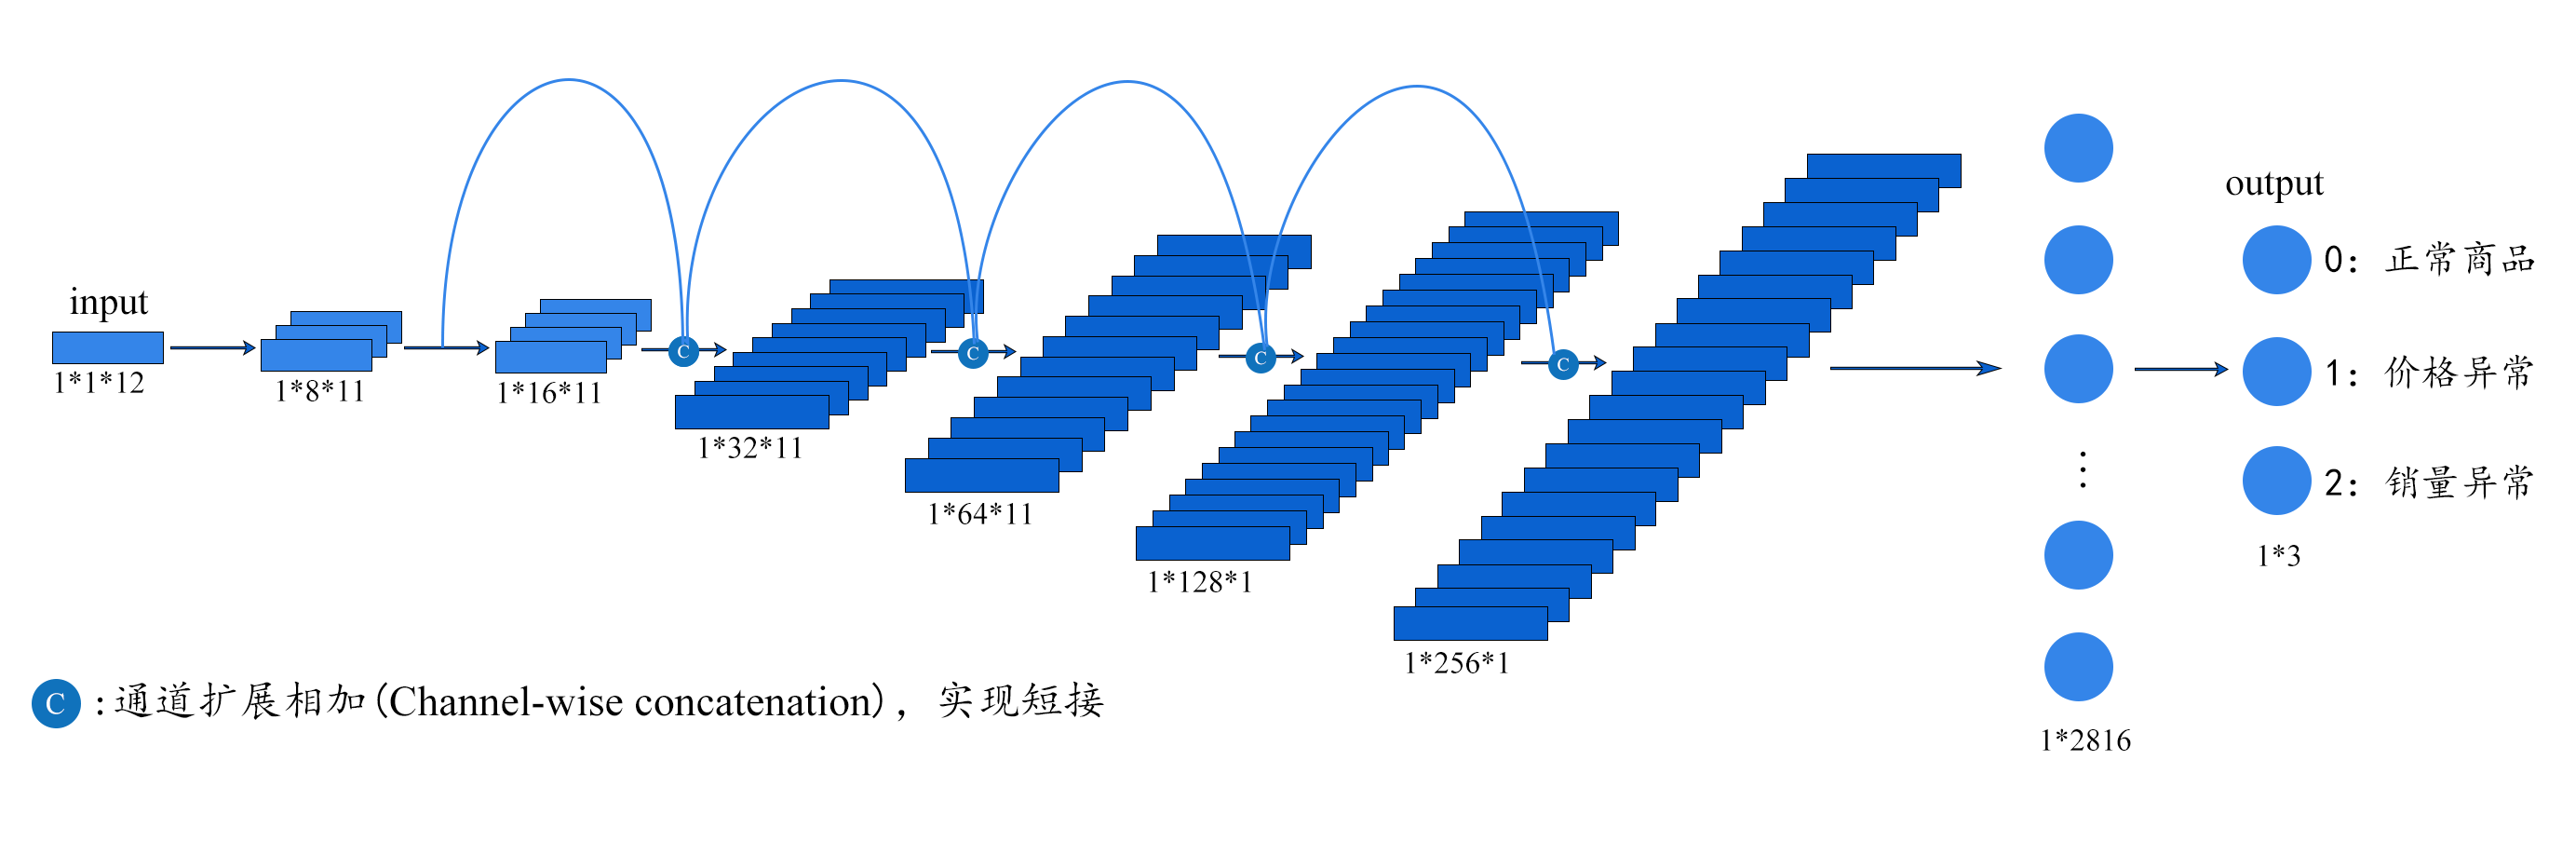 input
1*1*12
1*8*11
1*16*11
C
1*32*11
C
1*64*11
C
1*128*1
C
1*256*1
1*2816
output
0: 正常商品
1: 价格异常
2: 销量异常
1*3
C :通道扩展相加(Channel-wise concatenation), 实现短接